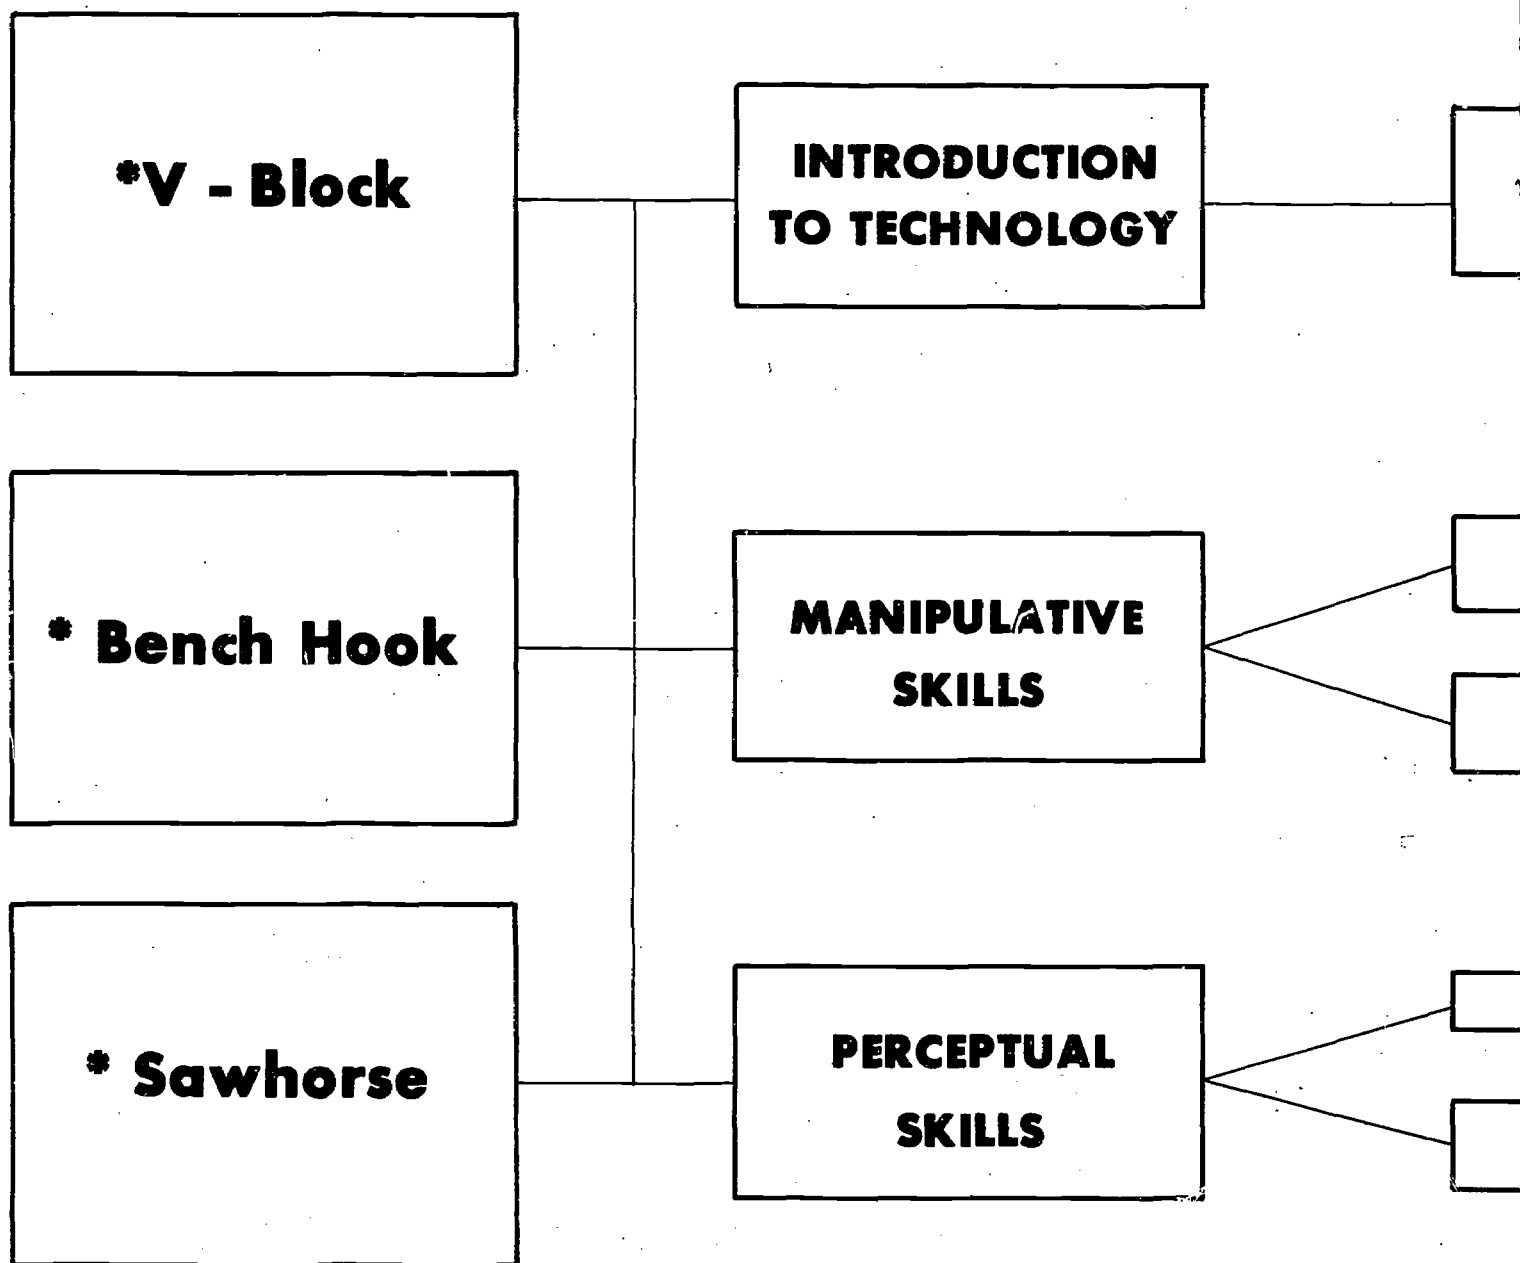 *V - Block
INTRODUCTION
TO TECHNOLOGY
* Bench Hook
MANIPULATIVE
SKILLS
* Sawhorse
PERCEPTUAL
SKILLS